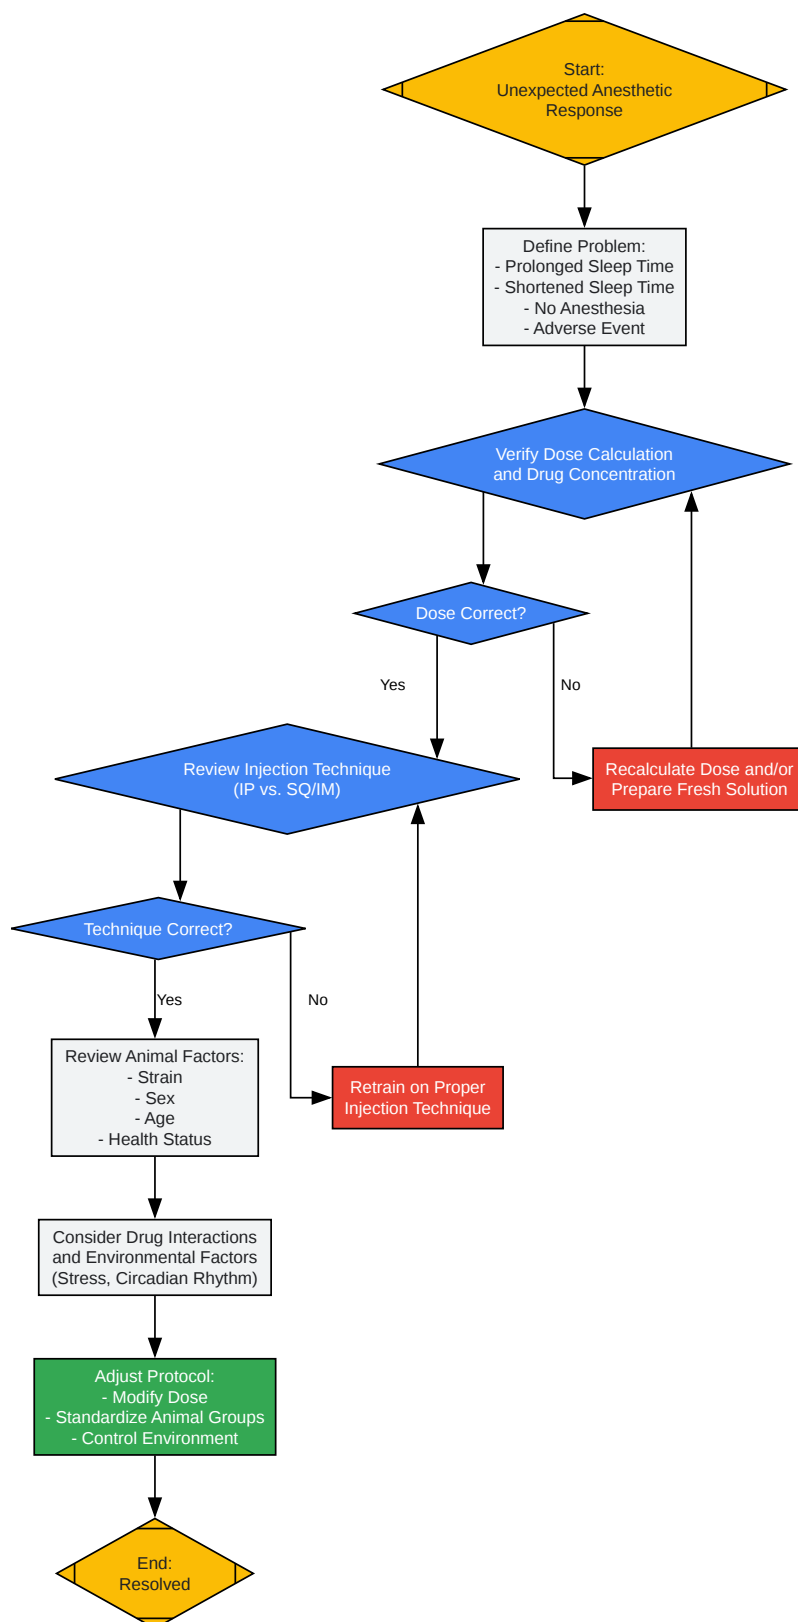 Start:
Unexpected Anesthetic
Response
Define Problem:
- Prolonged Sleep Time
- Shortened Sleep Time
- No Anesthesia
- Adverse Event
Verify Dose Calculation
and Drug Concentration
Dose Correct?
Yes
No
Review Injection Technique
(IP vs. SQ/IM)
Recalculate Dose and/or
Prepare Fresh Solution
Technique Correct?
Yes
No
Review Animal Factors:
- Strain
- Sex
- Age
- Health Status
Retrain on Proper
Injection Technique
Consider Drug Interactions
and Environmental Factors
(Stress, Circadian Rhythm)
Adjust Protocol:
- Modify Dose
- Standardize Animal Groups
- Control Environment
End:
Resolved